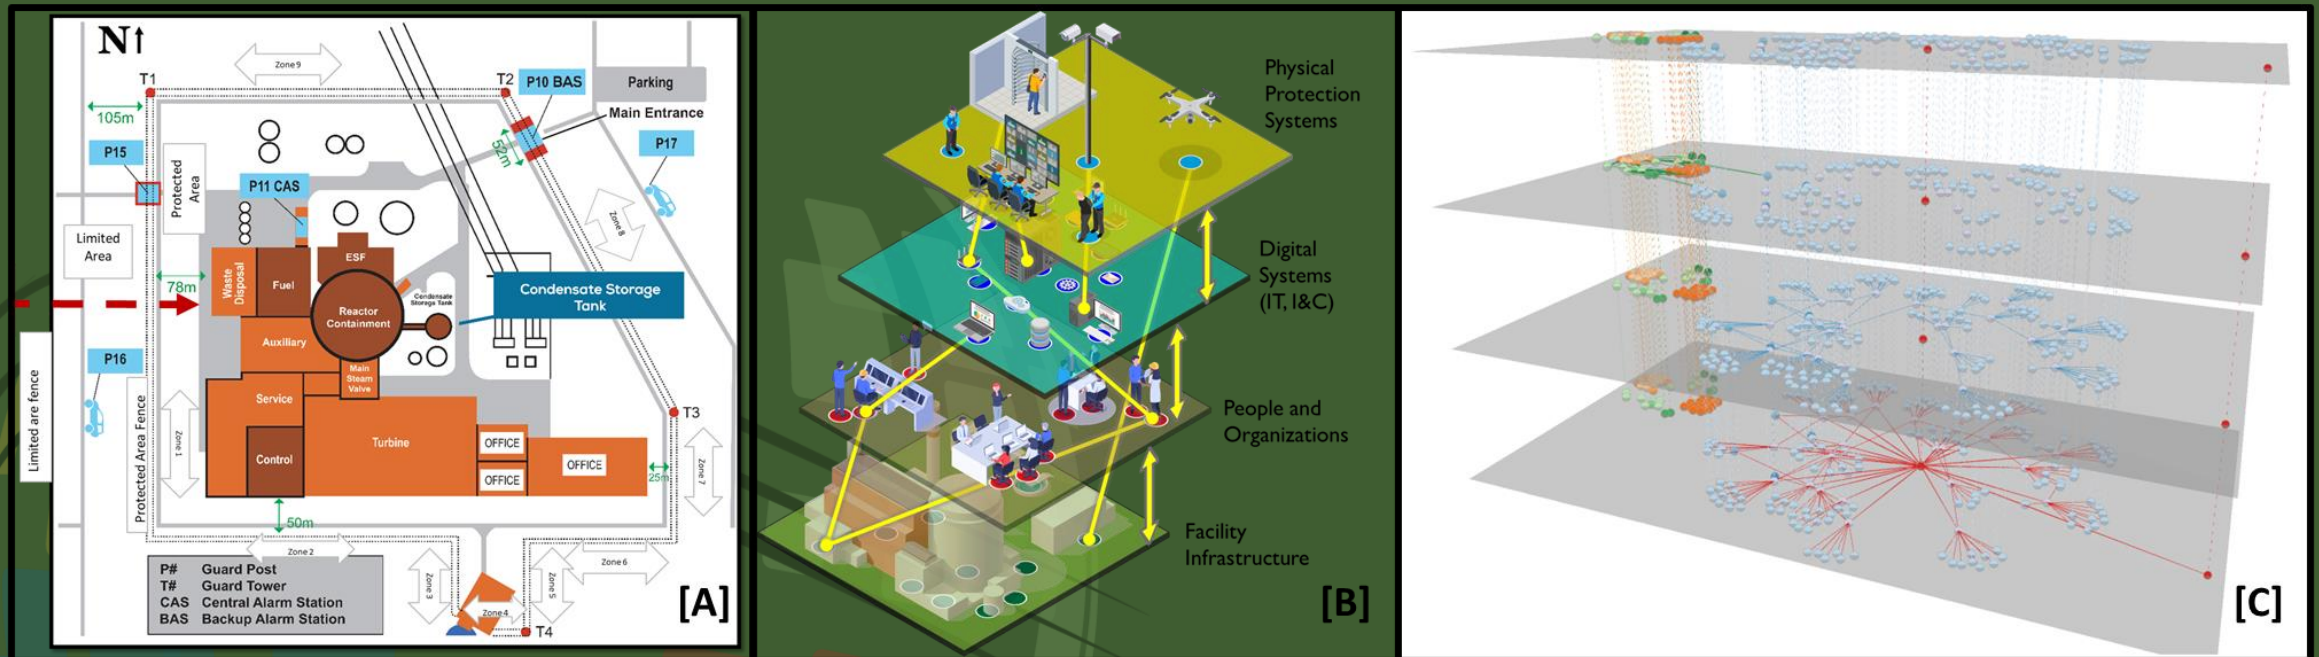 N↑
Zone 9
T1
T2
P10 BAS
Parking
105m
Main Entrance
52m
P15
Protected
Area
P17
P11 CAS
Limited
Area
Zone 8
78m
Waste
Disposal
Fuel
ESF
Reactor
Containment
Condensate
Storage Tank
Condensate Storage
Tank
Auxiliary
Main
Steam
Valve
P16
Limited are fence
Protected Area Fence
Zone 1
Service
Control
Turbine
OFFICE
OFFICE
OFFICE
T3
25m
Zone 7
50m
Zone 2
Zone 3
Zone 4
Zone 5
Zone 6
T4
P# Guard Post
T# Guard Tower
CAS Central Alarm Station
BAS Backup Alarm Station
[A]
Physical
Protection
Systems
Digital
Systems
(IT, I&C)
People and
Organizations
Facility
Infrastructure
[B]
[C]